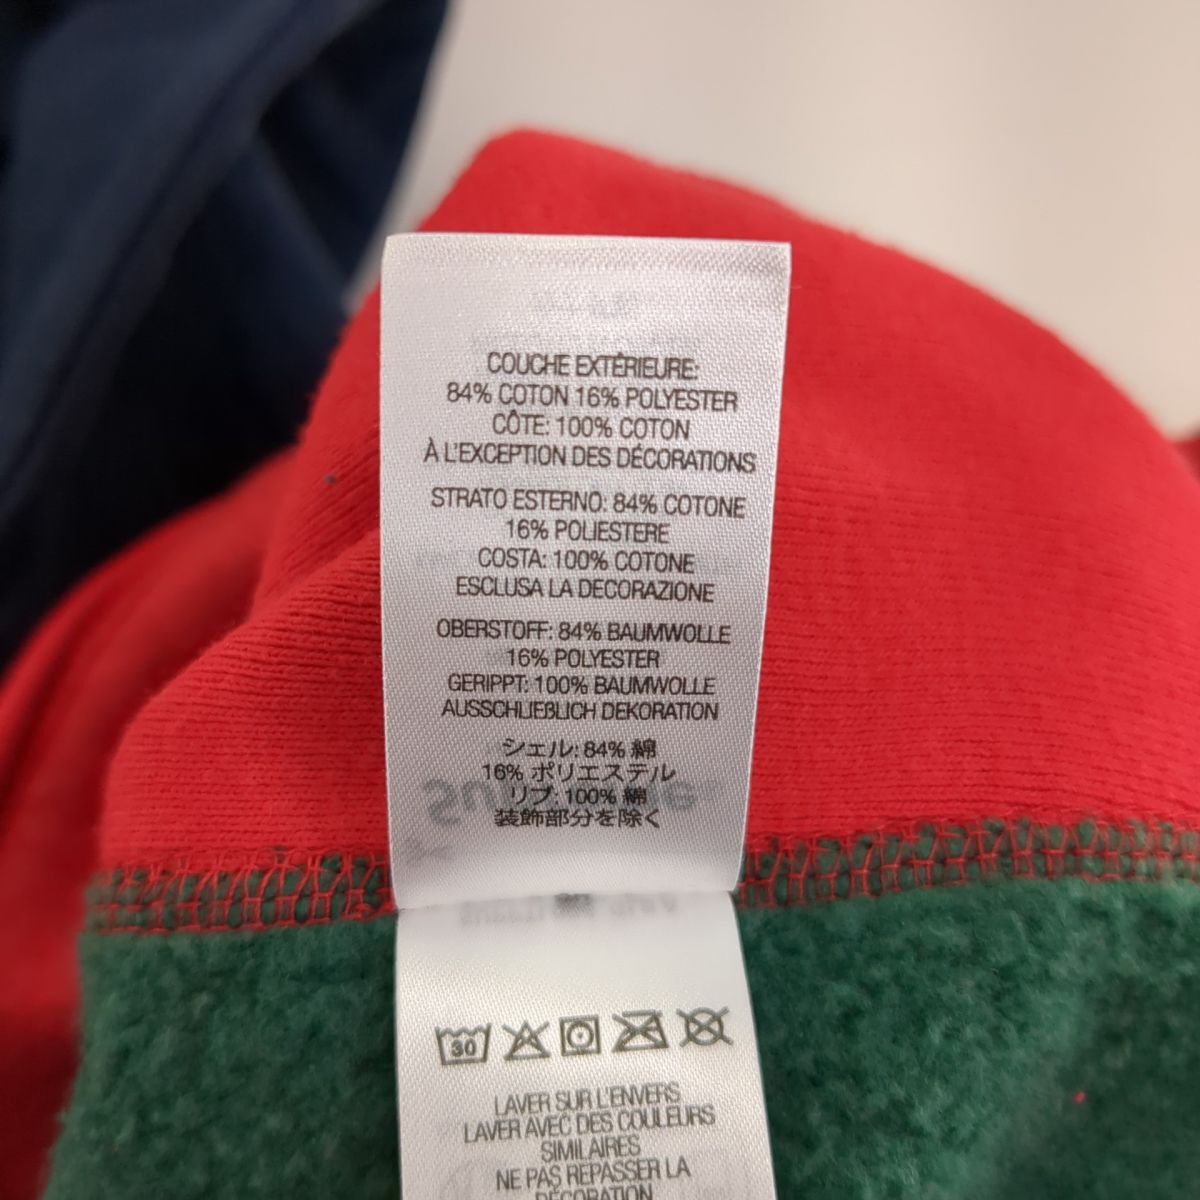 COUCHE EXTÉRIEURE:
84% COTON 16% POLYESTER
CÔTE: 100% COTON
À L'EXCEPTION DES DÉCORATIONS
STRATO ESTERNO: 84% COTONE
16% POLIESTERE
COSTA: 100% COTONE
ESCLUSA LA DECORAZIONE
OBERSTOFF: 84% BAUMWOLLE
16% POLYESTER
GERIPPT: 100% BAUMWOLLE
AUSSCHLIEßLICH DEKORATION
シェル: 84% 綿
16% ポリエステル
リブ: 100% 綿
装飾部分を除く
30
LAVER SUR L'ENVERS
LAVER AVEC DES COULEURS
SIMILAIRES
NE PAS REPASSER LA
DÉCORATION